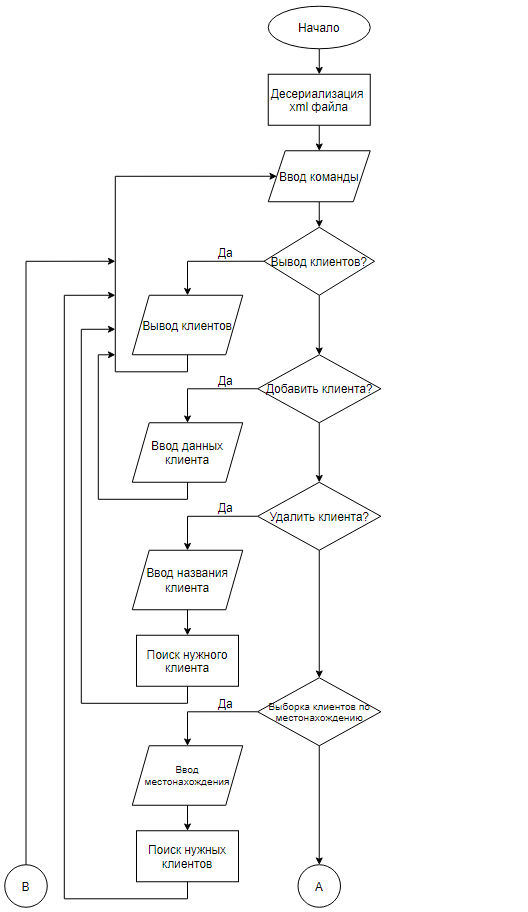 Начало
Десериализация
xml файла
Ввод команды
Вывод клиентов?
Да
Вывод клиентов
Добавить клиента?
Да
Ввод данных
клиента
Удалить клиента?
Да
Ввод названия
клиента
Поиск нужного
клиента
Выборка клиентов по
местонахождению
Да
Ввод
местонахождения
Поиск нужных
клиентов
B
A